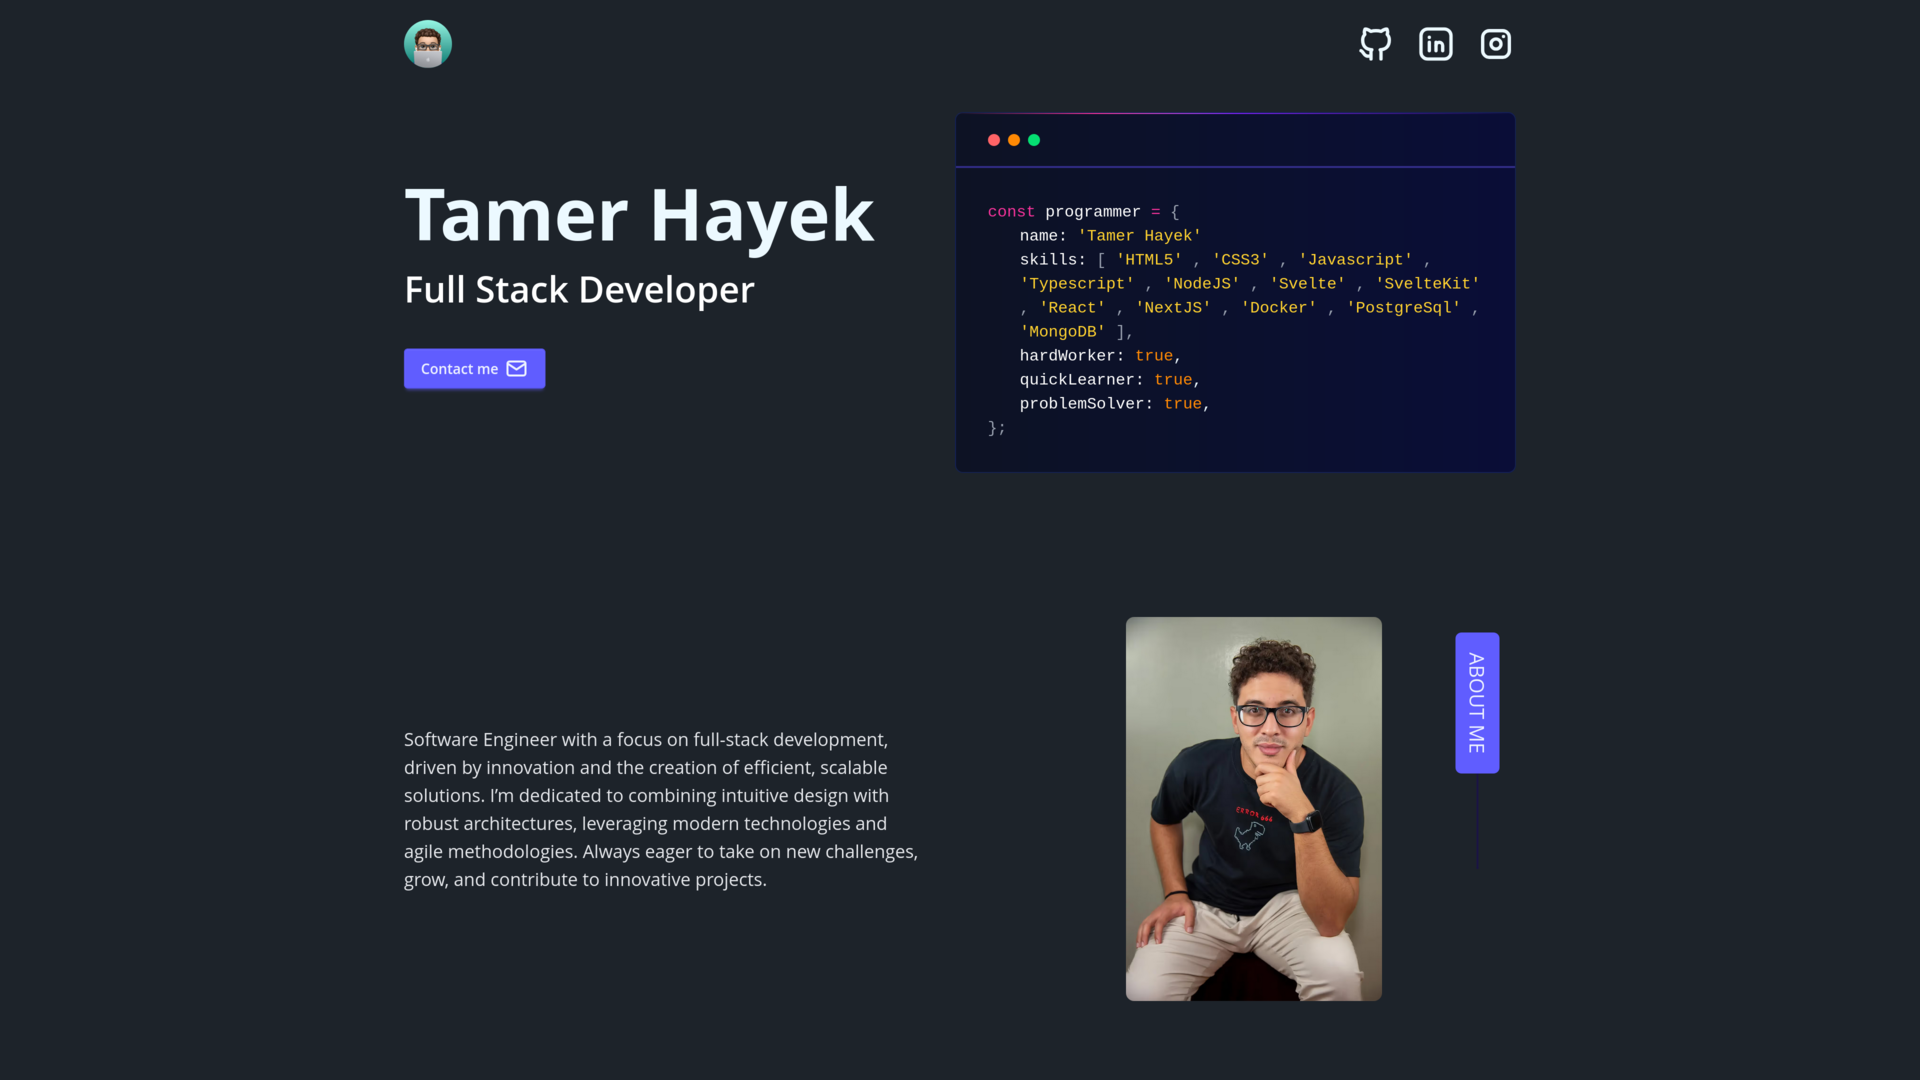 Tamer Hayek
Full Stack Developer
Contact me
const programmer = {
name: 'Tamer Hayek'
skills: [ 'HTML5' , 'CSS3' , 'Javascript' ,
'Typescript' , 'NodeJS' , 'Svelte' , 'SvelteKit'
, 'React' , 'NextJS' , 'Docker' , 'PostgreSql' ,
'MongoDB' ],
hardWorker: true,
quickLearner: true,
problemSolver: true,
};
Software Engineer with a focus on full-stack development,
driven by innovation and the creation of efficient, scalable
solutions. I’m dedicated to combining intuitive design with
robust architectures, leveraging modern technologies and
agile methodologies. Always eager to take on new challenges,
grow, and contribute to innovative projects.
ERROR 666
ABOUT ME
in